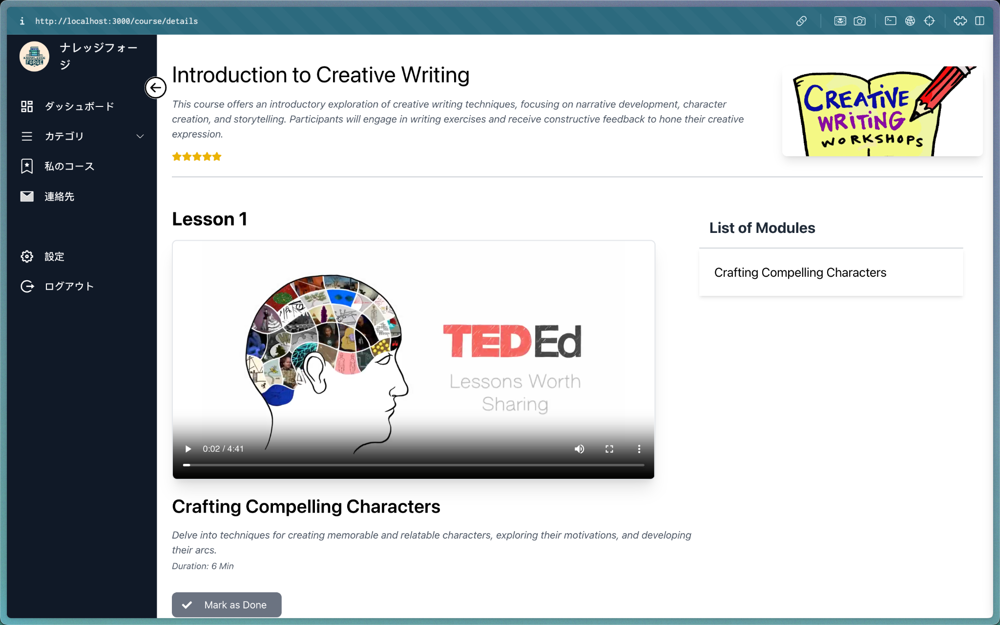 http://localhost:3000/course/details
KNOWLEDGE
FORGE
ナレッジフォー
ジ
ダッシュボード
カテゴリ
私のコース
連絡先
設定
ログアウト
Introduction to Creative Writing
This course offers an introductory exploration of creative writing techniques, focusing on narrative development, character
creation, and storytelling. Participants will engage in writing exercises and receive constructive feedback to hone their creative
expression.
CREATiVE
WRiTiNG
WORKSHOPS
Lesson 1
TEDEd
Lessons Worth
Sharing
0:02 / 4:41
List of Modules
Crafting Compelling Characters
Crafting Compelling Characters
Delve into techniques for creating memorable and relatable characters, exploring their motivations, and developing
their arcs.
Duration: 6 Min
Mark as Done